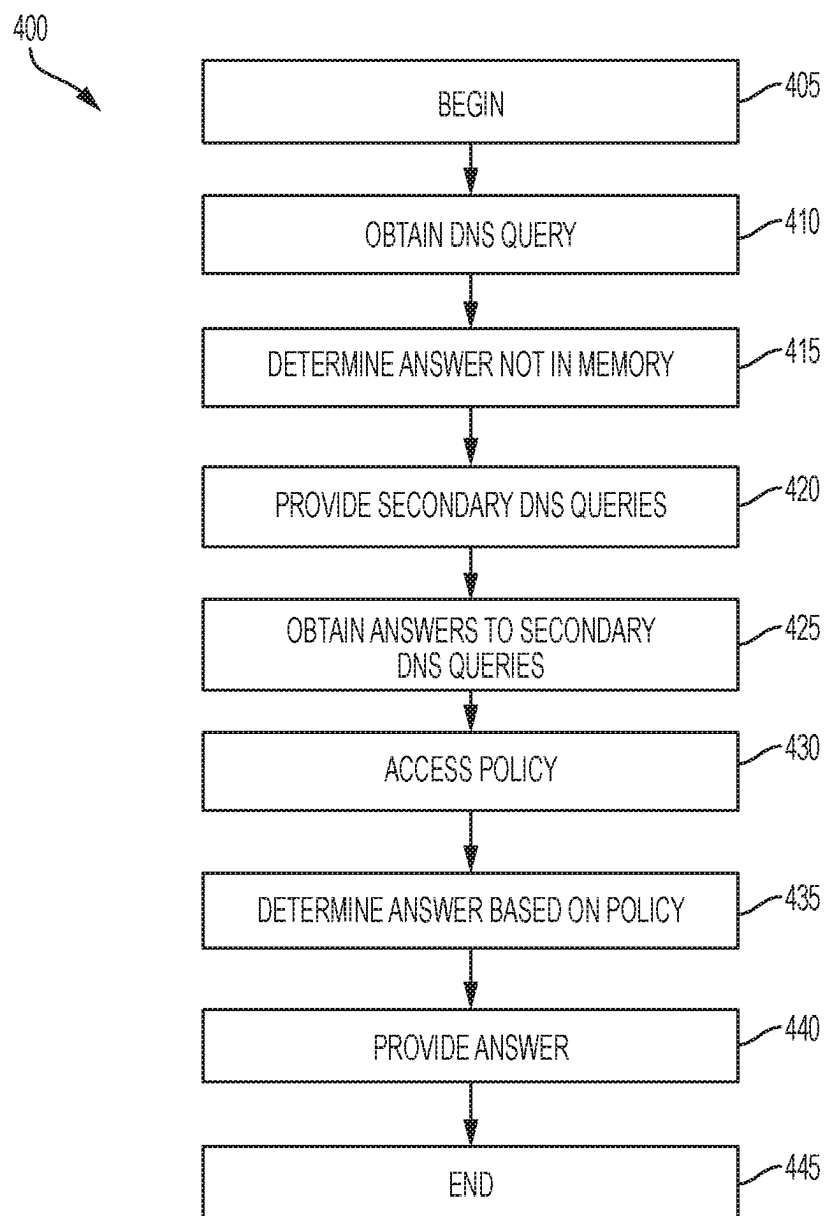 400
BEGIN
405
OBTAIN DNS QUERY
410
DETERMINE ANSWER NOT IN MEMORY
415
PROVIDE SECONDARY DNS QUERIES
420
OBTAIN ANSWERS TO SECONDARY
DNS QUERIES
425
ACCESS POLICY
430
DETERMINE ANSWER BASED ON POLICY
435
PROVIDE ANSWER
440
END
445